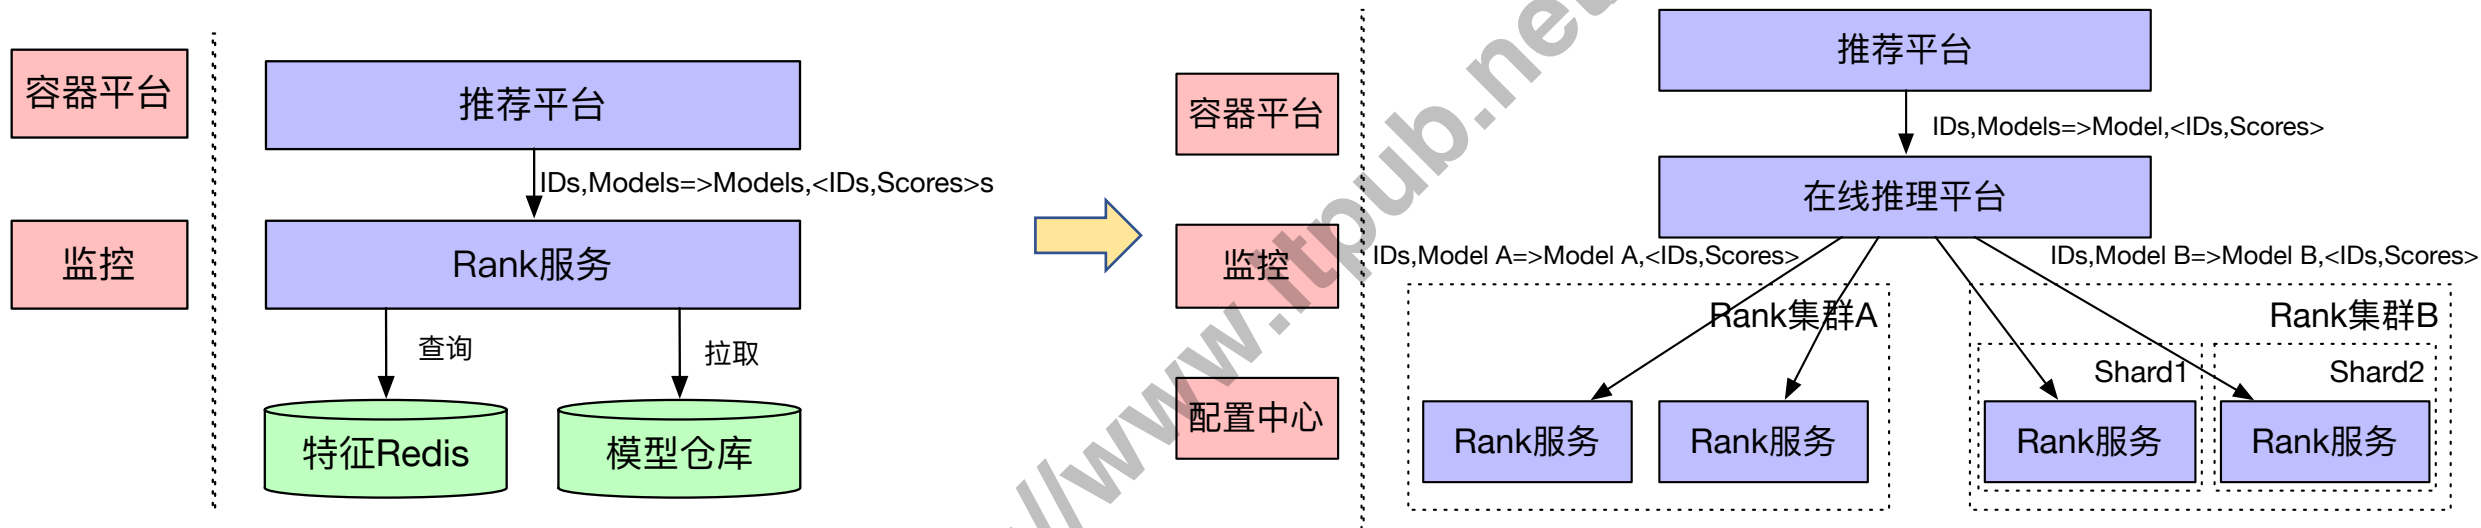 容器平台
监控
推荐平台
IDs,Models=>Models,<IDs,Scores>s
Rank服务
查询
拉取
特征Redis
模型仓库
容器平台
监控
配置中心
推荐平台
IDs,Models=>Model,<IDs,Scores>
在线推理平台
IDs,Model A=>Model A,<IDs,Scores>
IDs,Model B=>Model B,<IDs,Scores>
Rank集群A
Rank服务
Rank服务
Rank集群B
Shard1
Shard2
Rank服务
Rank服务
//www.itpub.net